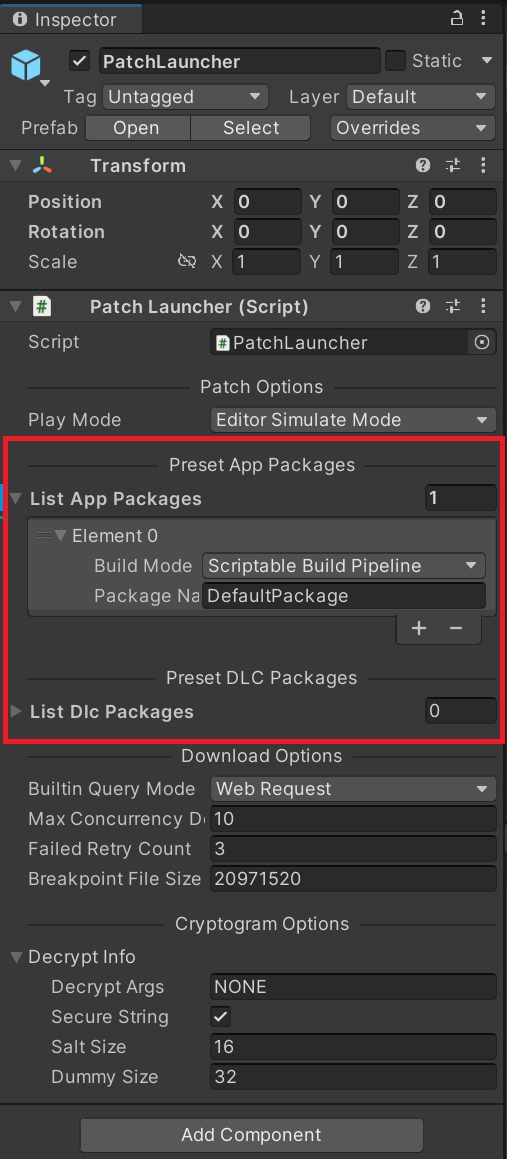 Inspector
PatchLauncher Static
Tag Untagged Layer Default
Prefab Open Select Overrides
Transform
Position X 0 Y 0 Z 0
Rotation X 0 Y 0 Z 0
Scale X 1 Y 1 Z 1
# Patch Launcher (Script)
Script # PatchLauncher
Patch Options
Play Mode Editor Simulate Mode
Preset App Packages
List App Packages 1
Element 0
Build Mode Scriptable Build Pipeline
Package Na DefaultPackage
+ −
Preset DLC Packages
List Dlc Packages 0
Download Options
Builtin Query Mode Web Request
Max Concurrency D 10
Failed Retry Count 3
Breakpoint File Size 20971520
Cryptogram Options
Decrypt Info
Decrypt Args NONE
Secure String
Salt Size 16
Dummy Size 32
Add Component